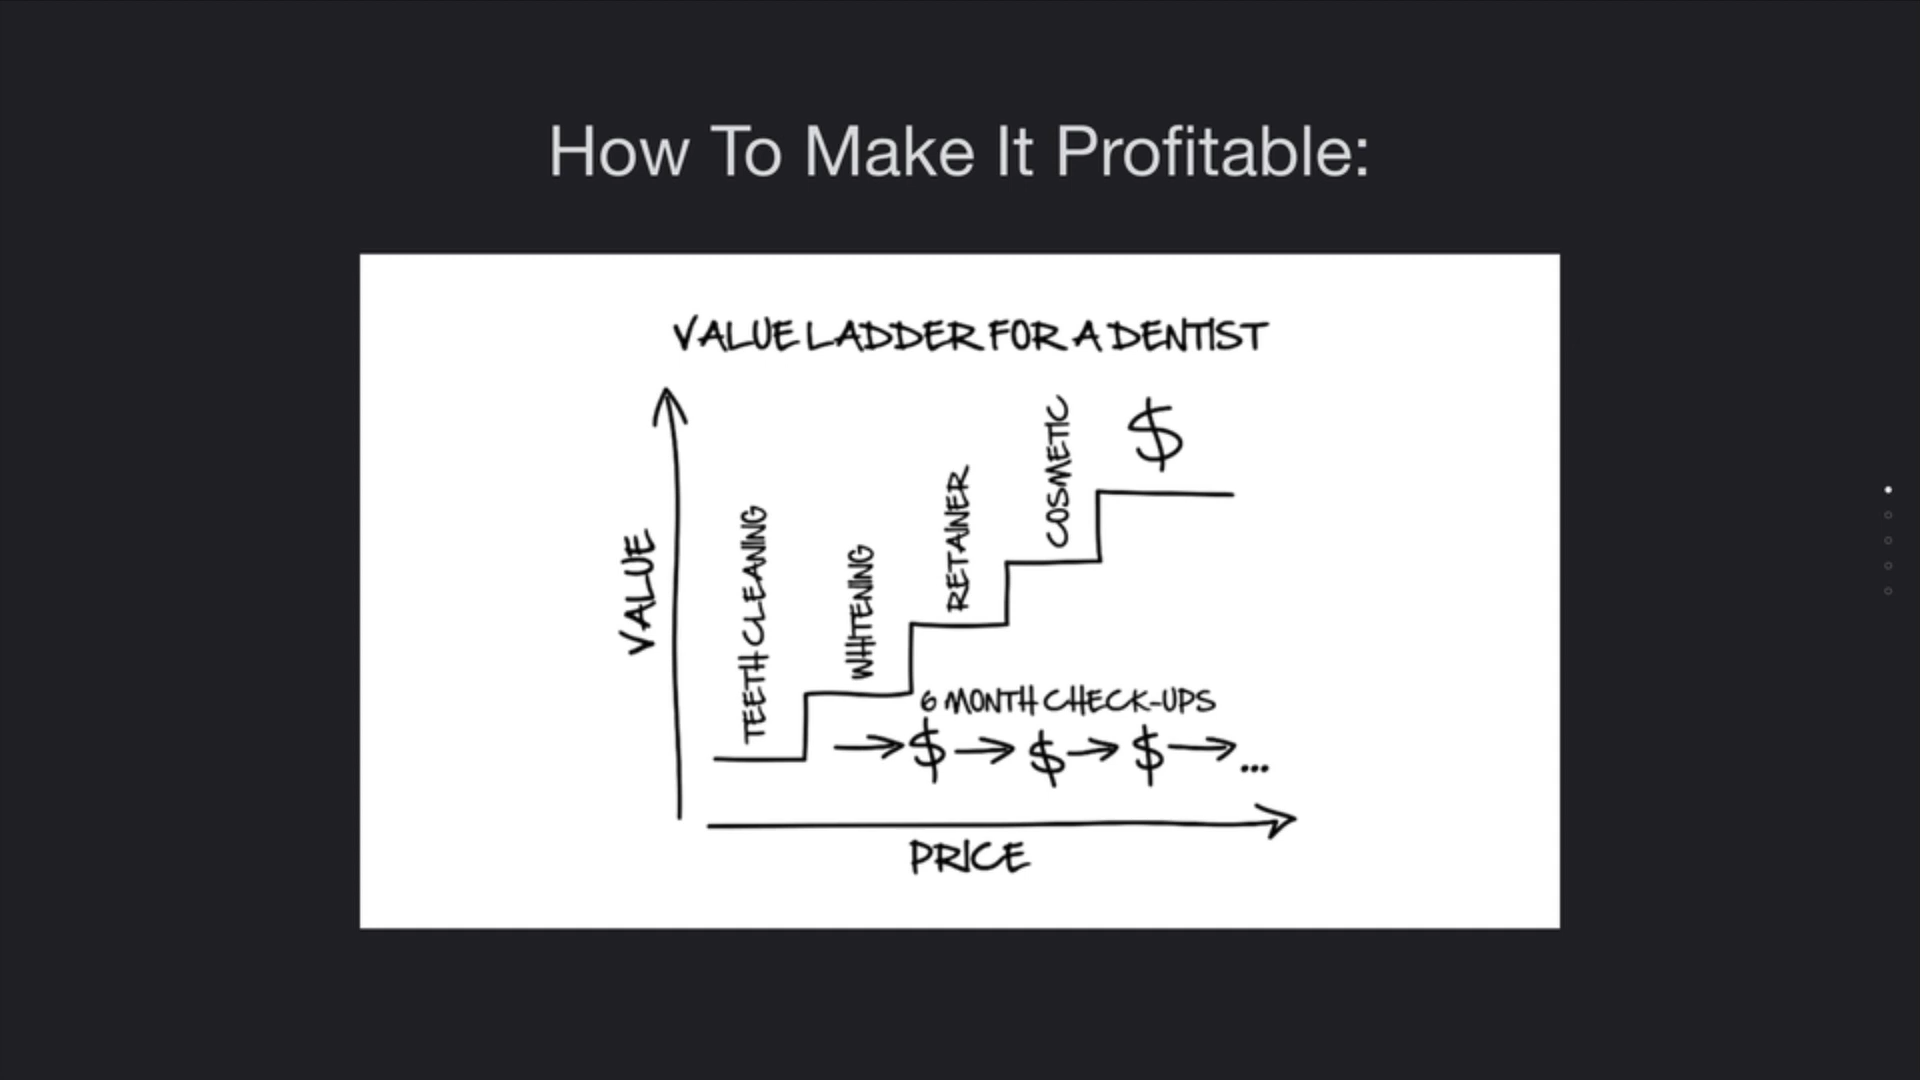 How To Make It Profitable:
VALUE LADDER FOR A DENTIST
VALUE
TEETH CLEANING
WHITENING
RETAINER
COSMETIC
$
6 MONTH CHECK-UPS
→ $ → $ → $ → ...
PRICE